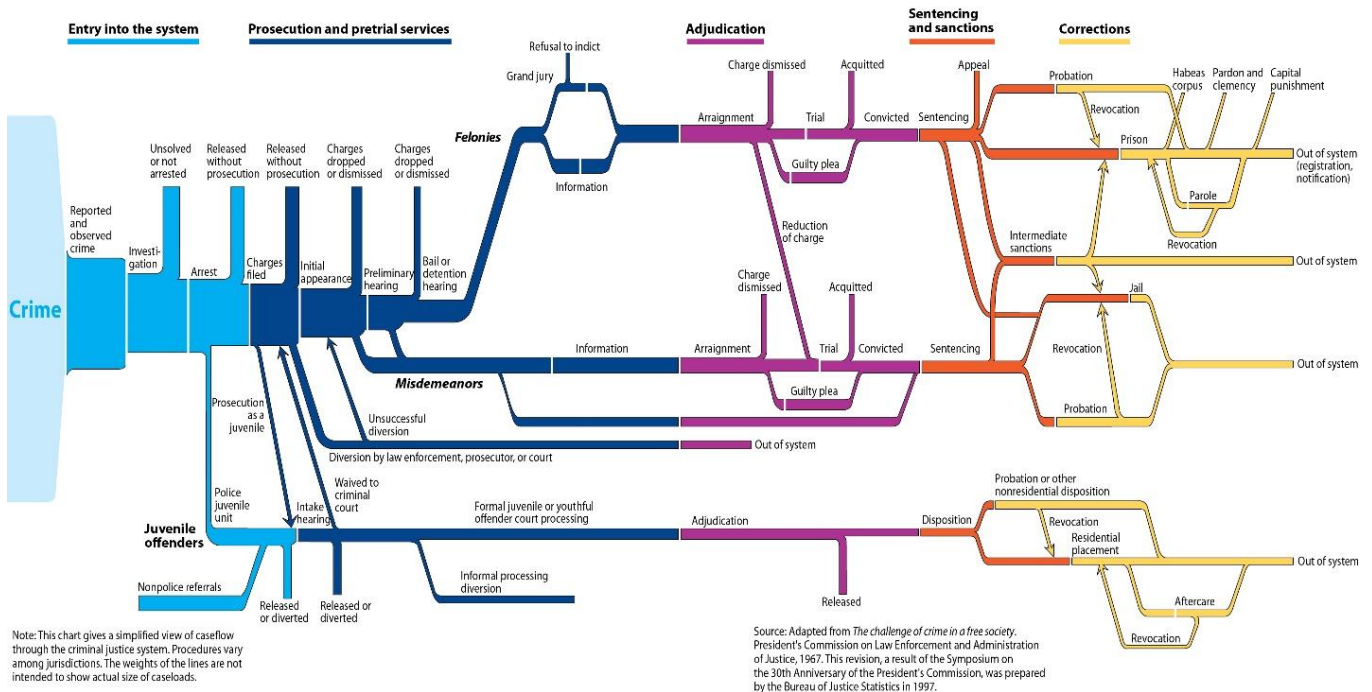 Entry into the system
Prosecution and pretrial services
Adjudication
Sentencing
and sanctions
Corrections
Crime
Reported
and
observed
crime
Investi-
gation
Unsolved
or not
arrested
Arrest
Released
without
prosecution
Charges
filed
Released
without
prosecution
Initial
appearance
Charges
dropped
or dismissed
Preliminary
hearing
Charges
dropped
or dismissed
Bail or
detention
hearing
Felonies
Refusal to indict
Grand jury
Information
Arraignment
Charge dismissed
Trial
Acquitted
Convicted
Guilty plea
Reduction
of charge
Sentencing
Appeal
Probation
Revocation
Prison
Habeas
corpus
Pardon and
clemency
Capital
punishment
Out of system
(registration,
notification)
Parole
Revocation
Intermediate
sanctions
Out of system
Misdemeanors
Information
Arraignment
Charge
dismissed
Trial
Acquitted
Convicted
Guilty plea
Sentencing
Jail
Revocation
Probation
Out of system
Unsuccessful
diversion
Diversion by law enforcement, prosecutor, or court
Out of system
Prosecution
as a
juvenile
Waived to
criminal
court
Police
juvenile
unit
Juvenile
offenders
Intake
hearing
Nonpolice referrals
Released
or diverted
Released or
diverted
Formal juvenile or youthful
offender court processing
Informal processing
diversion
Adjudication
Released
Disposition
Probation or other
nonresidential disposition
Revocation
Residential
placement
Out of system
Aftercare
Revocation
Note: This chart gives a simplified view of caseflow
through the criminal justice system. Procedures vary
among jurisdictions. The weights of the lines are not
intended to show actual size of caseloads.
Source: Adapted from The challenge of crime in a free society.
President's Commission on Law Enforcement and Administration
of Justice, 1967. This revision, a result of the Symposium on
the 30th Anniversary of the President's Commission, was prepared
by the Bureau of Justice Statistics in 1997.